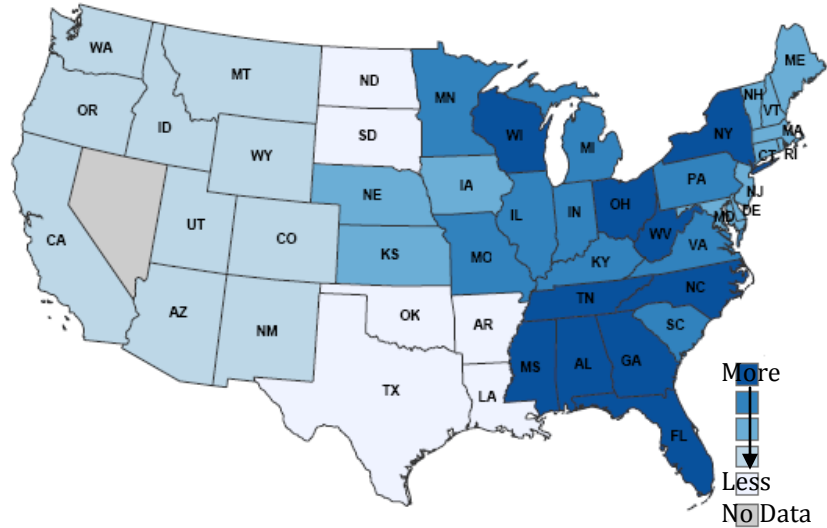 WA
ME
MT
ND
MN
NH
VT
OR
ID
SD
WI
NY
MA
MI
CT
RI
WY
IA
PA
NE
NJ
OH
IL
IN
MD
DE
UT
CA
CO
WV
VA
KS
MO
KY
NC
TN
AZ
OK
AR
SC
NM
MS
AL
GA
More
TX
LA
FL
Less
No Data